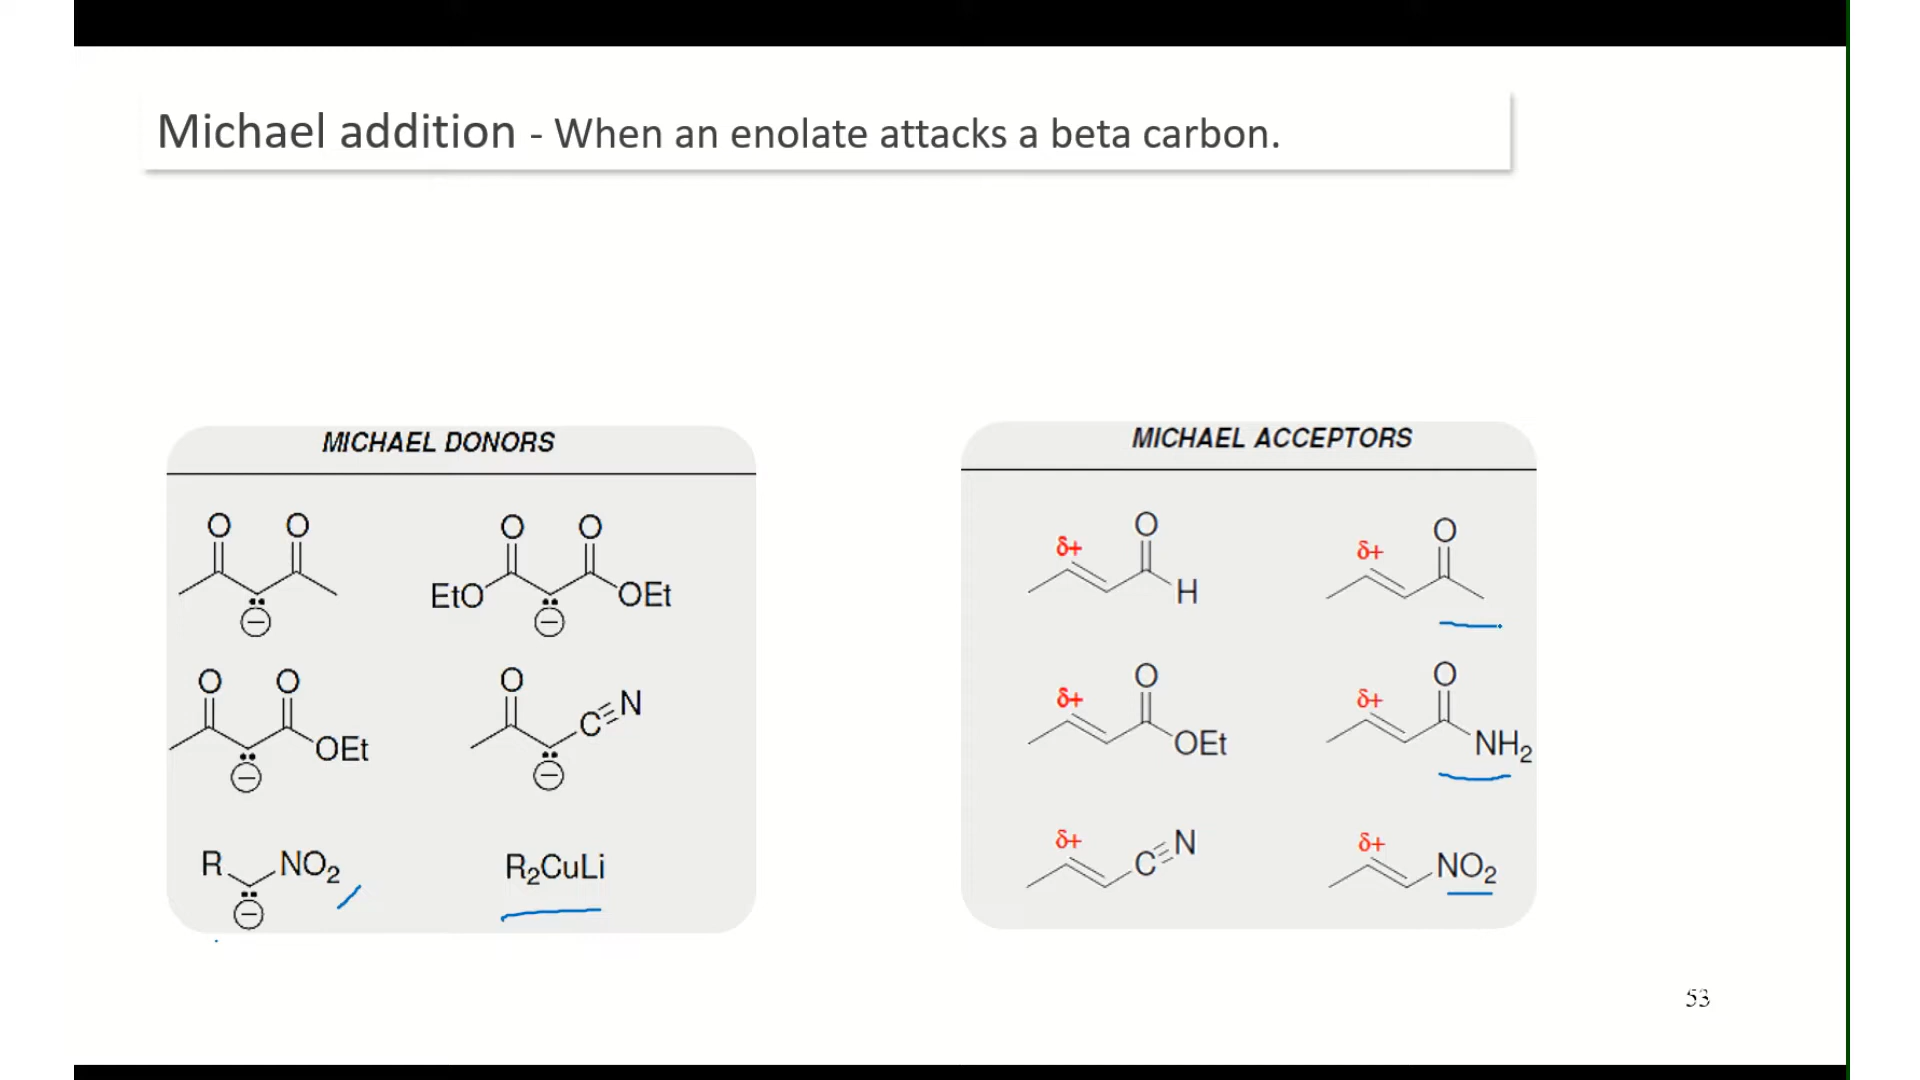 Michael addition - When an enolate attacks a beta carbon.
MICHAEL DONORS
O O
O O
EtO OEt
⊖ ⊖
O O
O
C≡N
OEt
⊖ ⊖
R NO₂
R₂CuLi
⊖
MICHAEL ACCEPTORS
O O
δ+ δ+
H
O O
δ+ δ+
OEt NH₂
δ+ δ+
C≡N NO₂
53